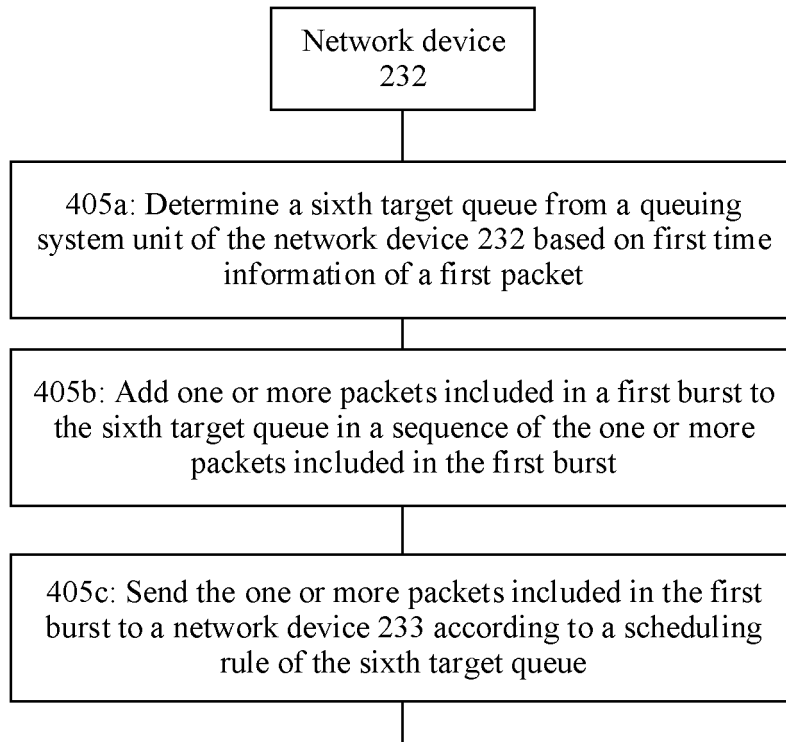 Network device
232
405a: Determine a sixth target queue from a queuing
system unit of the network device 232 based on first time
information of a first packet
405b: Add one or more packets included in a first burst to
the sixth target queue in a sequence of the one or more
packets included in the first burst
405c: Send the one or more packets included in the first
burst to a network device 233 according to a scheduling
rule of the sixth target queue